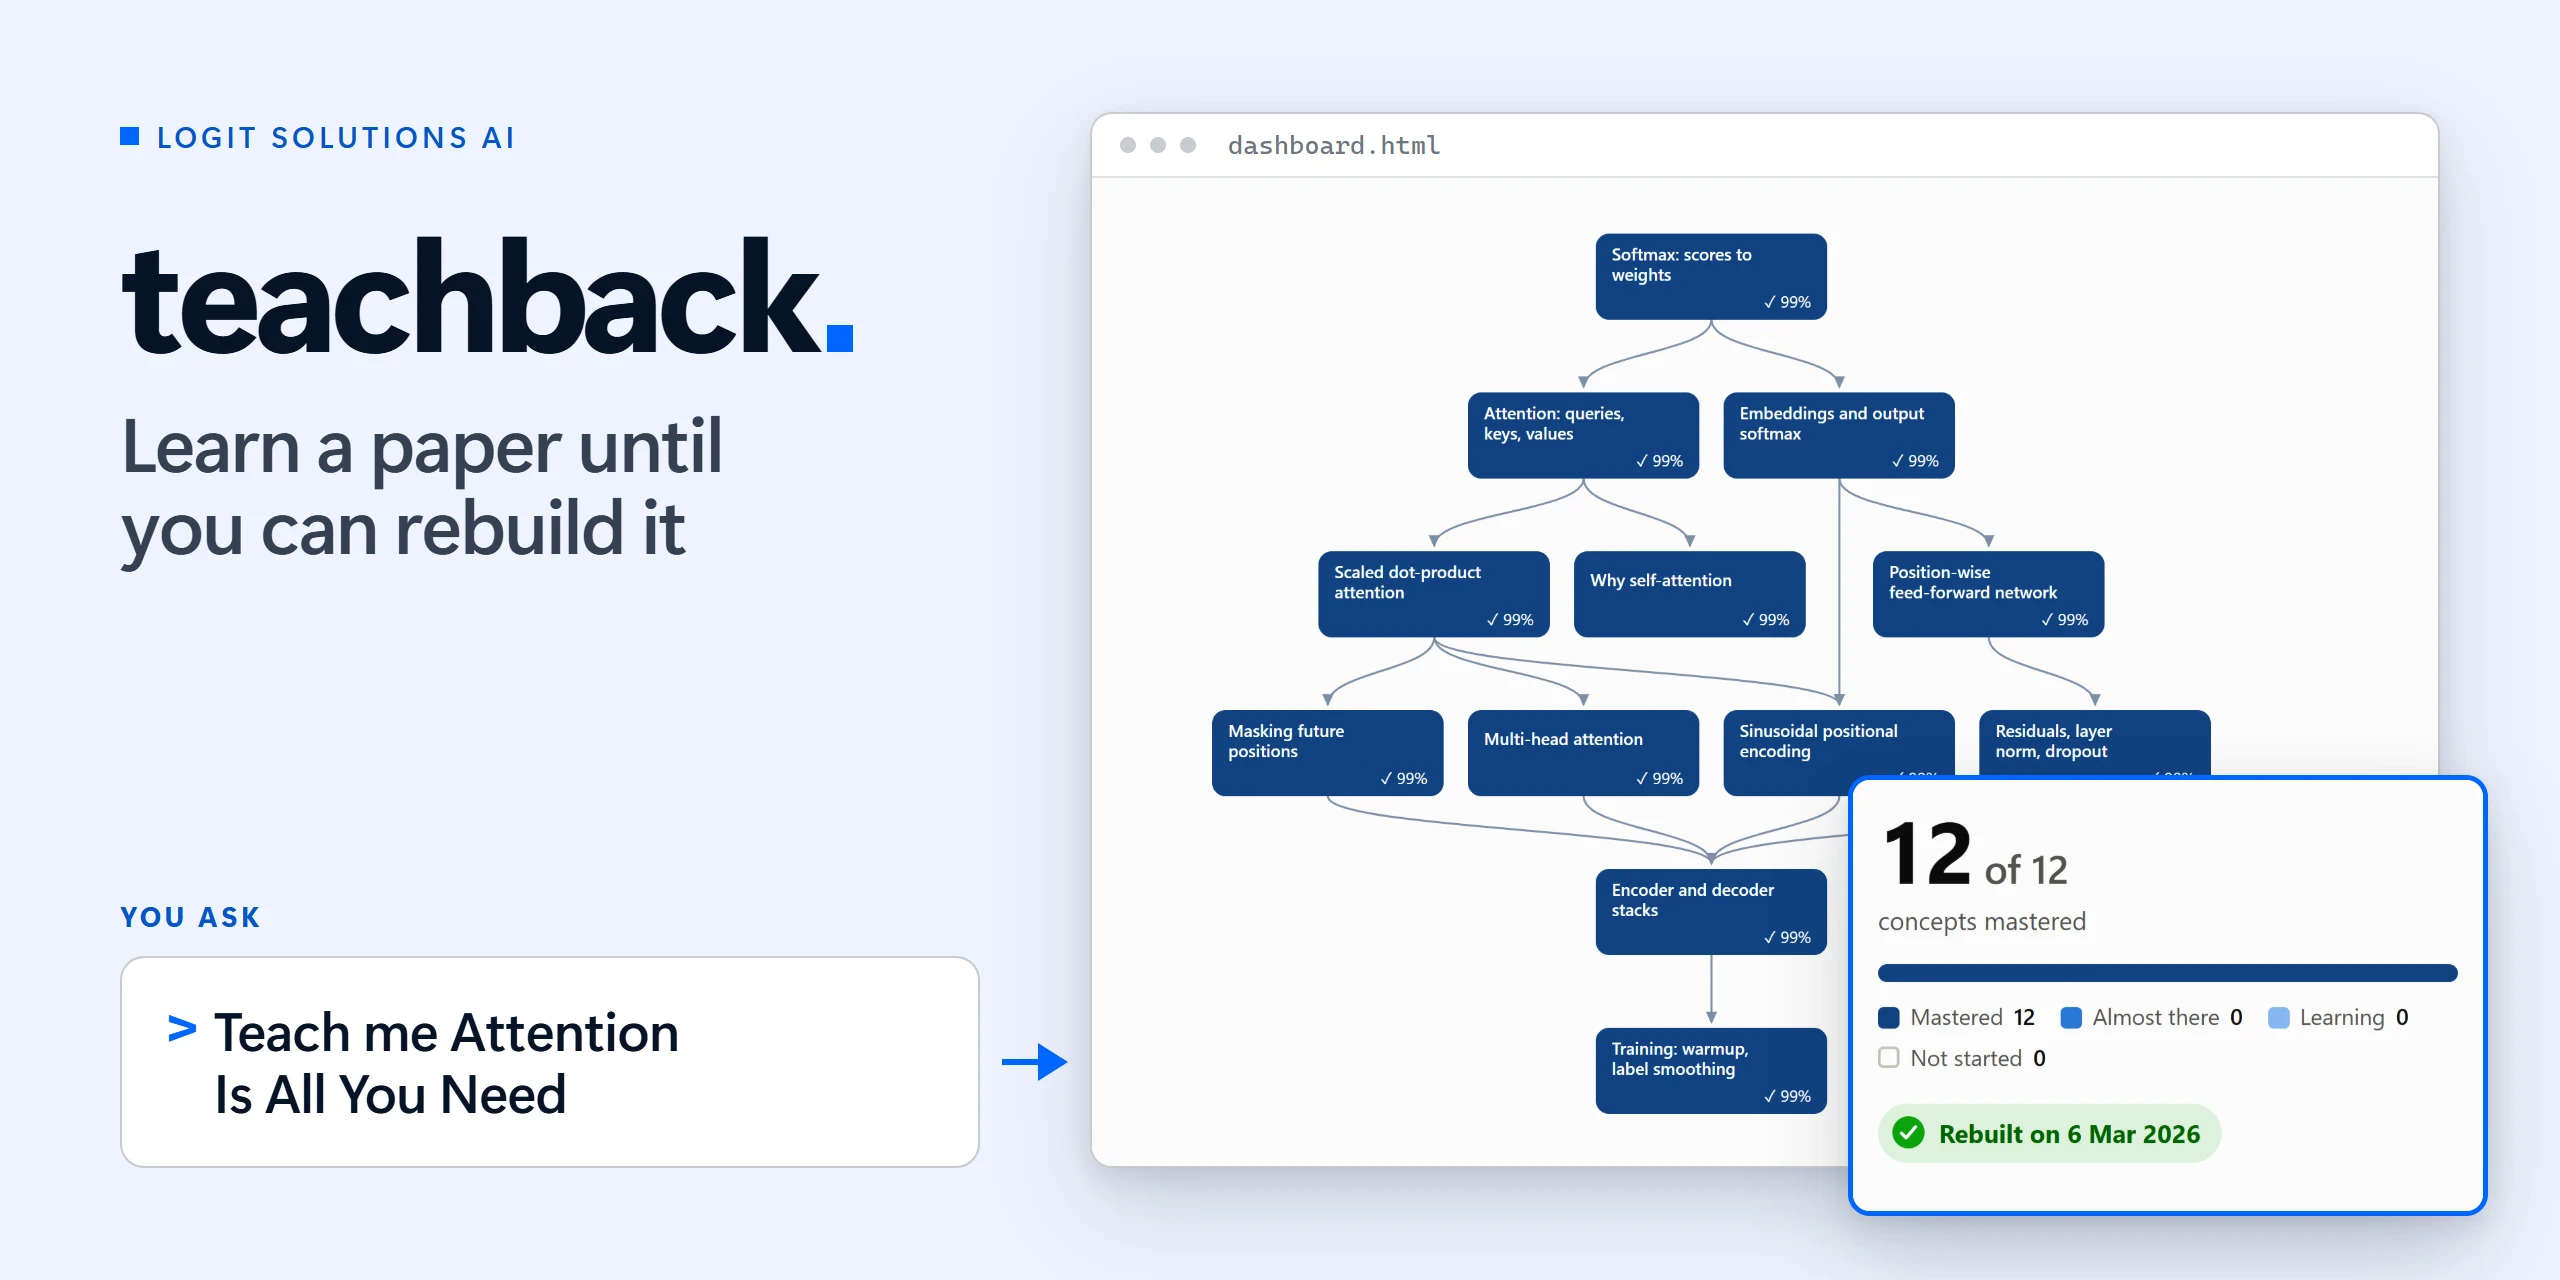 LOGIT SOLUTIONS AI
teachback.
Learn a paper until
you can rebuild it
YOU ASK
> Teach me Attention
Is All You Need
dashboard.html
Softmax: scores to
weights
✓ 99%
Attention: queries,
keys, values
✓ 99%
Embeddings and output
softmax
✓ 99%
Scaled dot-product
attention
✓ 99%
Why self-attention
✓ 99%
Position-wise
feed-forward network
✓ 99%
Masking future
positions
✓ 99%
Multi-head attention
✓ 99%
Sinusoidal positional
encoding
Residuals, layer
norm, dropout
Encoder and decoder
stacks
✓ 99%
Training: warmup,
label smoothing
✓ 99%
12 of 12
concepts mastered
Mastered 12 Almost there 0 Learning 0
Not started 0
Rebuilt on 6 Mar 2026